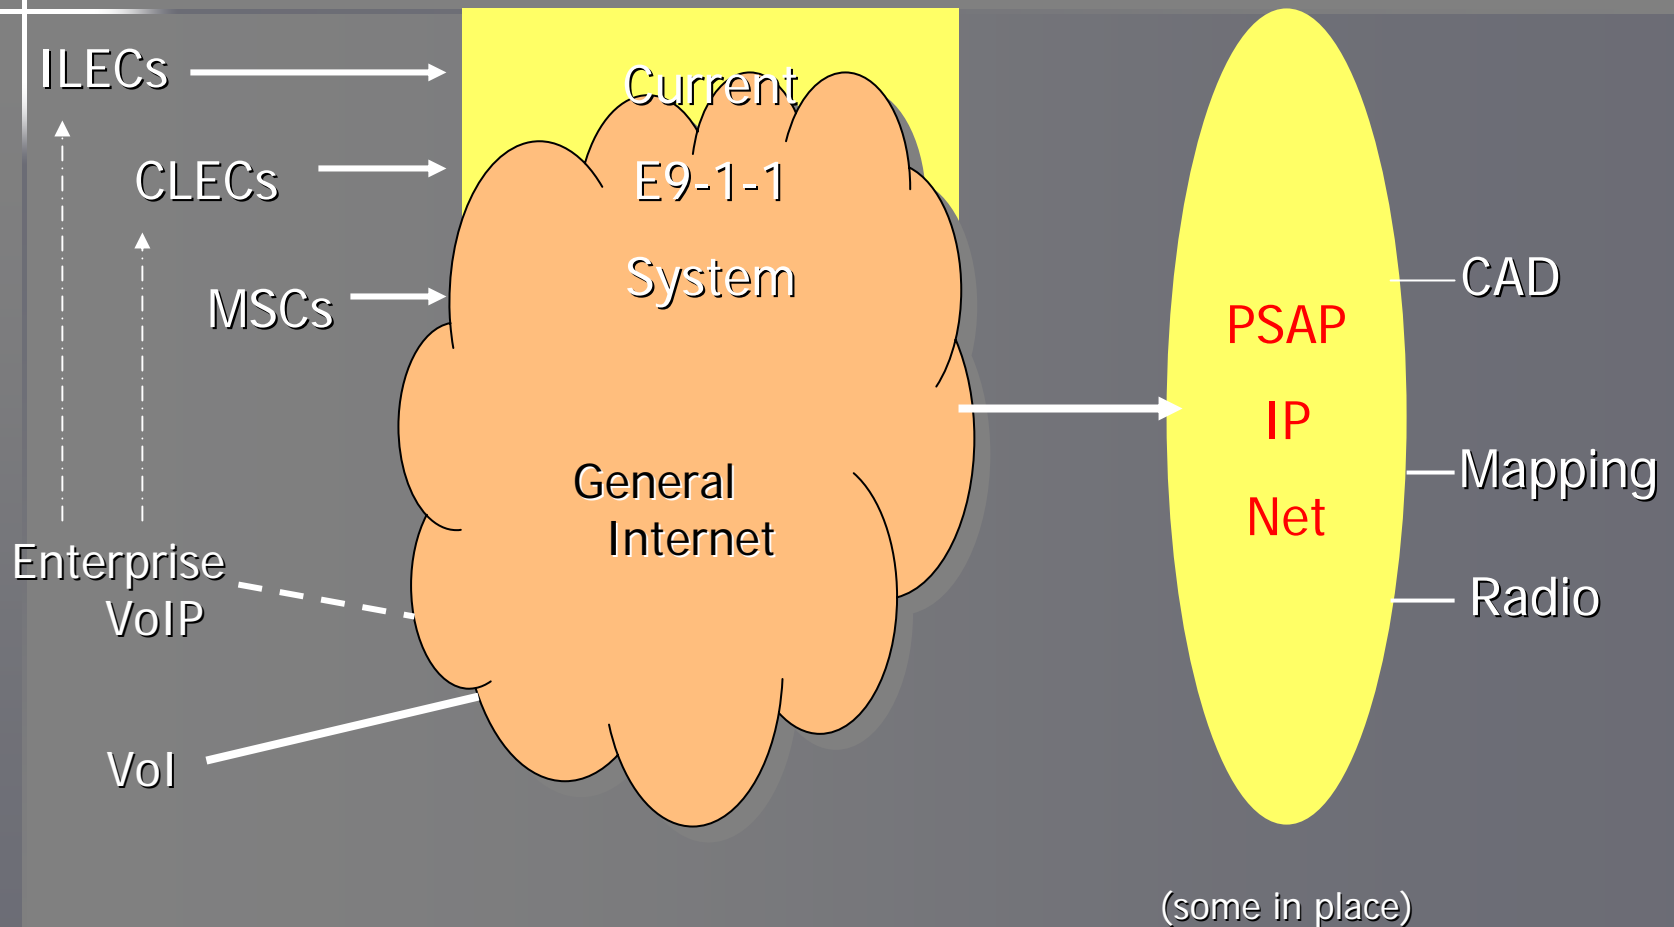 ILECs
CLECs
MSCs
Enterprise
VoIP
VoI
Current
E9-1-1
System
General
Internet
PSAP
IP
Net
CAD
Mapping
Radio
(some in place)